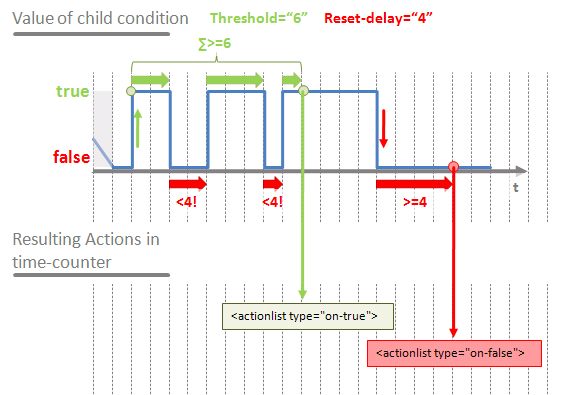 Value of child condition
Threshold=“6”
Reset-delay=“4”
∑>=6
true
false
t
<4!
<4!
>=4
Resulting Actions in
time-counter
<actionlist type="on-true">
<actionlist type="on-false">